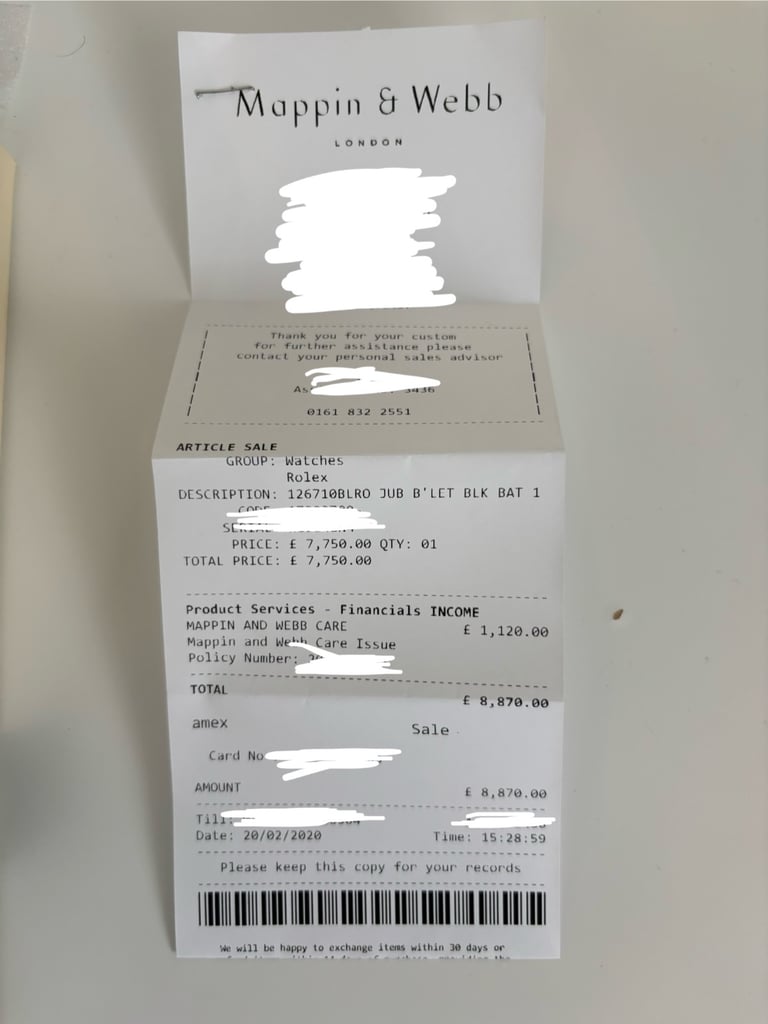 Mappin & Webb
LONDON
Thank you for your custom
for further assistance please
contact your personal sales advisor
3436
0161 832 2551
ARTICLE SALE
GROUP: Watches
Rolex
DESCRIPTION: 126710BLRO JUB B'LET BLK BAT 1
PRICE: £ 7,750.00 QTY: 01
TOTAL PRICE: £ 7,750.00
Product Services - Financials INCOME
MAPPIN AND WEBB CARE £ 1,120.00
Mappin and Webb Care Issue
Policy Number:
TOTAL £ 8,870.00
amex Sale
Card No
AMOUNT £ 8,870.00
Till:
Date: 20/02/2020 Time: 15:28:59
Please keep this copy for your records
We will be happy to exchange items within 30 days or